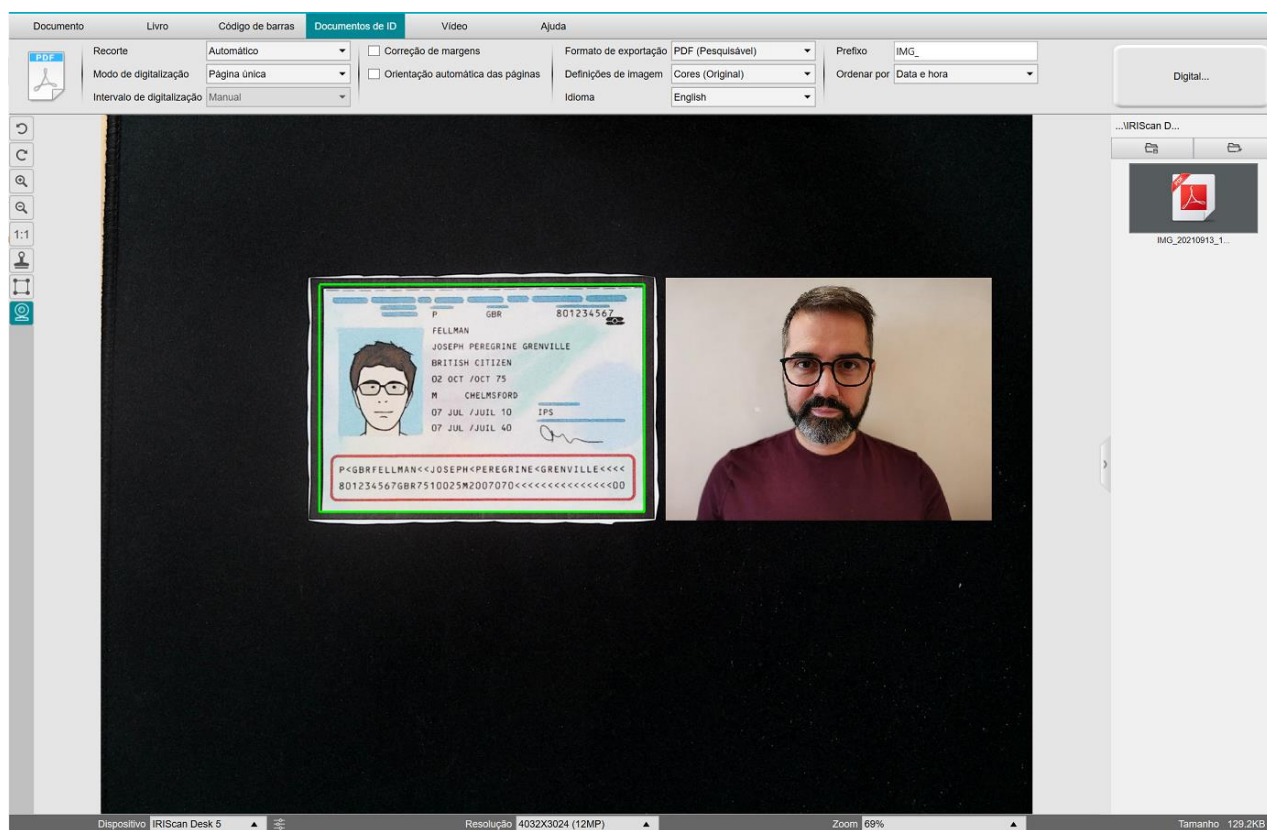 Documento Livro Código de barras Documentos de ID Vídeo Ajuda
PDF
Recorte Automático
Modo de digitalização Página única
Intervalo de digitalização Manual
Correção de margens
Orientação automática das páginas
Formato de exportação PDF (Pesquisável)
Definições de imagem Cores (Original)
Idioma English
Prefixo IMG_
Ordenar por Data e hora
Digital...
1:1
P GBR 801234567
FELLMAN
JOSEPH PEREGRINE GRENVILLE
BRITISH CITIZEN
02 OCT /OCT 75
M CHELMSFORD
07 JUL /JUIL 10 IPS
07 JUL /JUIL 40
P<GBRFELLMAN<<JOSEPH<PEREGRINE<GRENVILLE<<<<
801234567GBR7510025M2007070<<<<<<<<<<<<<<<00
...\IRIScan D...
PDF
IMG_20210913_1...
Dispositivo IRIScan Desk 5 Resolução 4032X3024 (12MP) Zoom 69% Tamanho 129.2KB